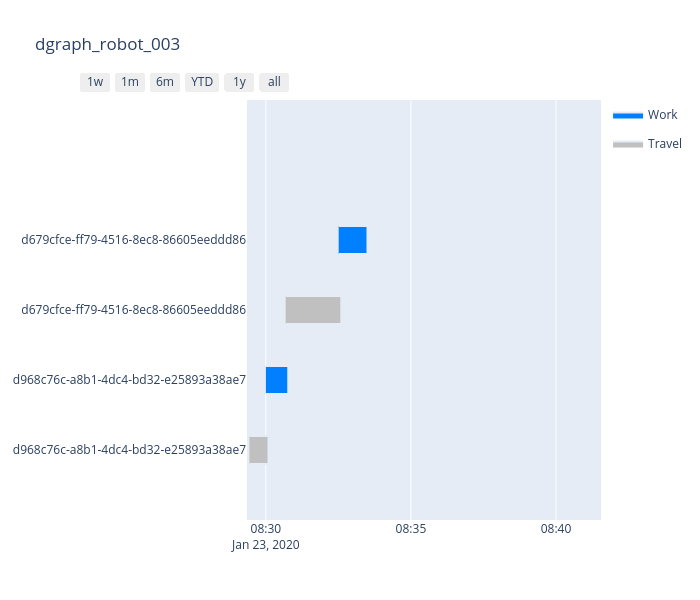 dgraph_robot_003
1w 1m 6m YTD 1y all
Work
Travel
d679cfce-ff79-4516-8ec8-86605eeddd86
d679cfce-ff79-4516-8ec8-86605eeddd86
d968c76c-a8b1-4dc4-bd32-e25893a38ae7
d968c76c-a8b1-4dc4-bd32-e25893a38ae7
08:30 08:35 08:40
Jan 23, 2020